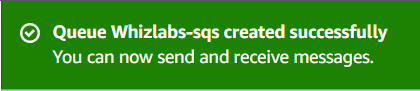 Queue Whizlabs-sqs created successfully
You can now send and receive messages.